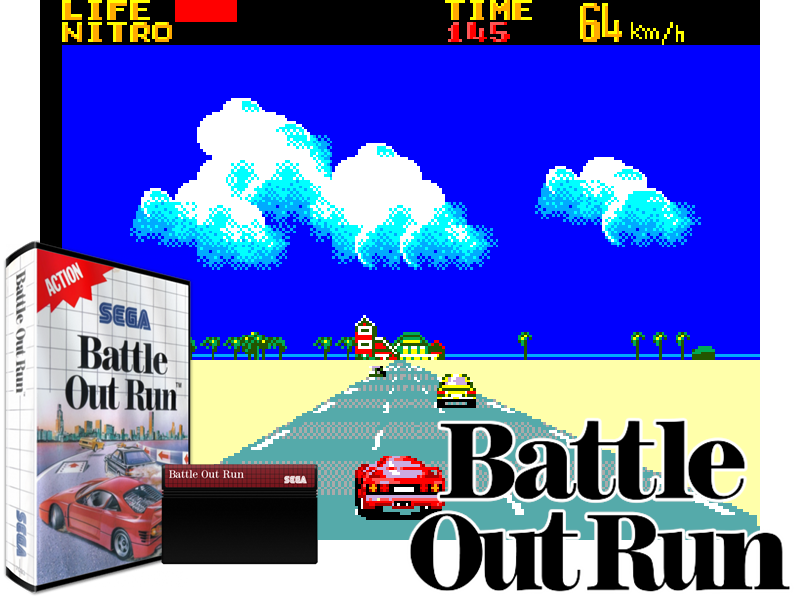 LIFE
TIME
64 km/h
NITRO
145
ACTION
SEGA
Battle
Out Run™
Battle Out Run
SEGA
Battle Out Run
SEGA
Battle
Out Run